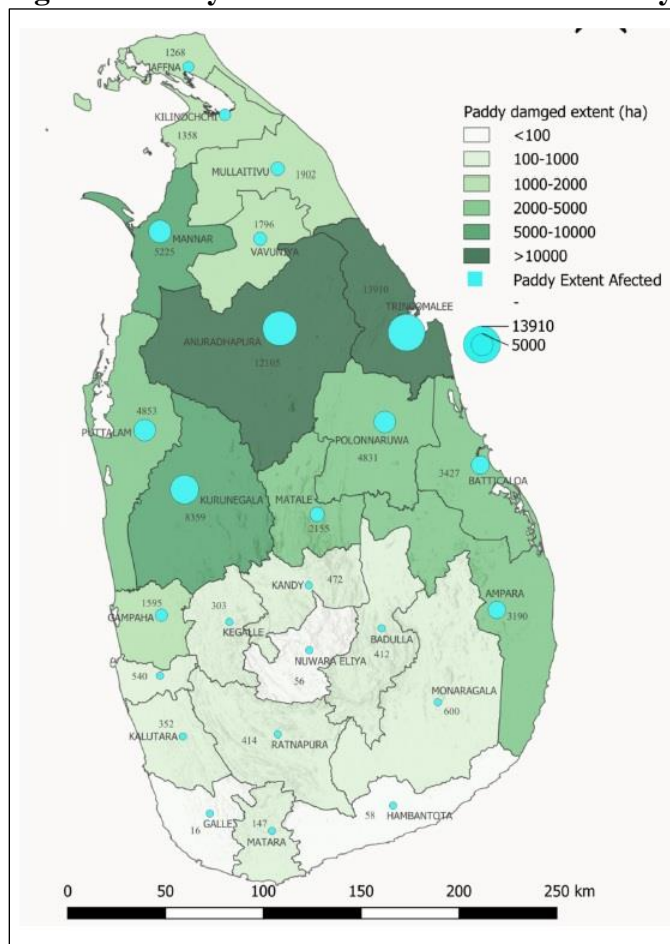 1268
JAFFNA
KILINOCHCHI
1358
MULLAITIVU
1902
1796
VAVUNIYA
MANNAR
5225
13910
TRINCOMALEE
ANURADHAPURA
4853
PUTTALAM
POLONNARUWA
4831
3427
BATTICALOA
KURUNEGALA
8359
MATALE
2155
1595
GAMPAHA
303
KEGALLE
KANDY
472
NUWARA ELIYA
56
BADULLA
412
AMPARA
3190
MONARAGALA
600
540
352
KALUTARA
414
RATNAPURA
GALLE
16
147
MATARA
58
HAMBANTOTA
Paddy damged extent (ha)
<100
100-1000
1000-2000
2000-5000
5000-10000
>10000
Paddy Extent Affected
-
13910
5000
0 50 100 150 200 250 km